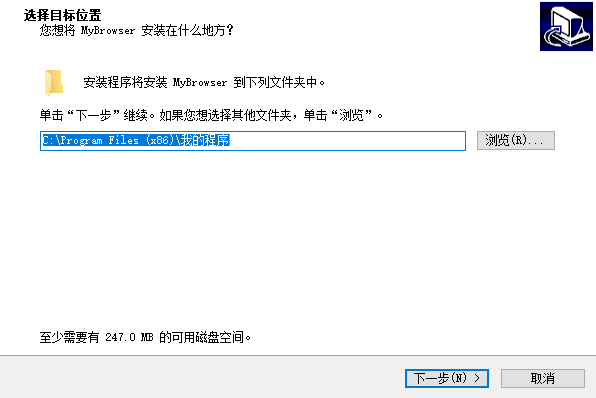 选择目标位置
您想将 MyBrowser 安装在什么地方？
安装程序将安装 MyBrowser 到下列文件夹中。
单击“下一步”继续。如果您想选择其他文件夹，单击“浏览”。
C:\Program Files (x86)\我的程序
浏览(R)...
至少需要有 247.0 MB 的可用磁盘空间。
下一步(N) >
取消